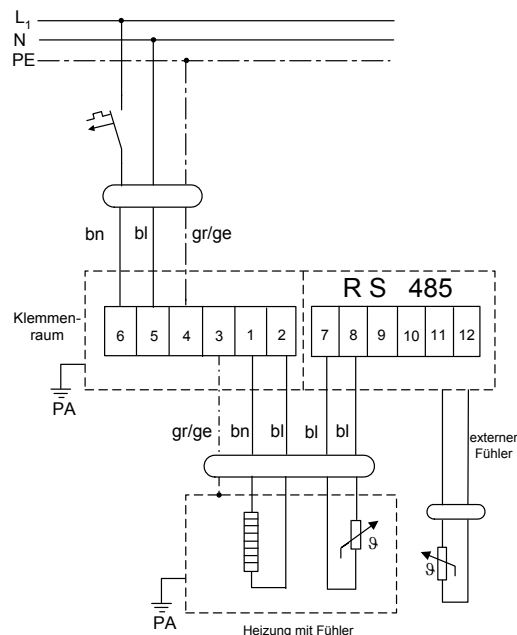 L1
N
PE
bn bl gr/ge
R S 485
Klemmen-
raum
6 5 4 3 1 2 7 8 9 10 11 12
PA
gr/ge bn bl bl bl
externer
Fühler
ϑ ϑ
PA
Heizung mit Fühler